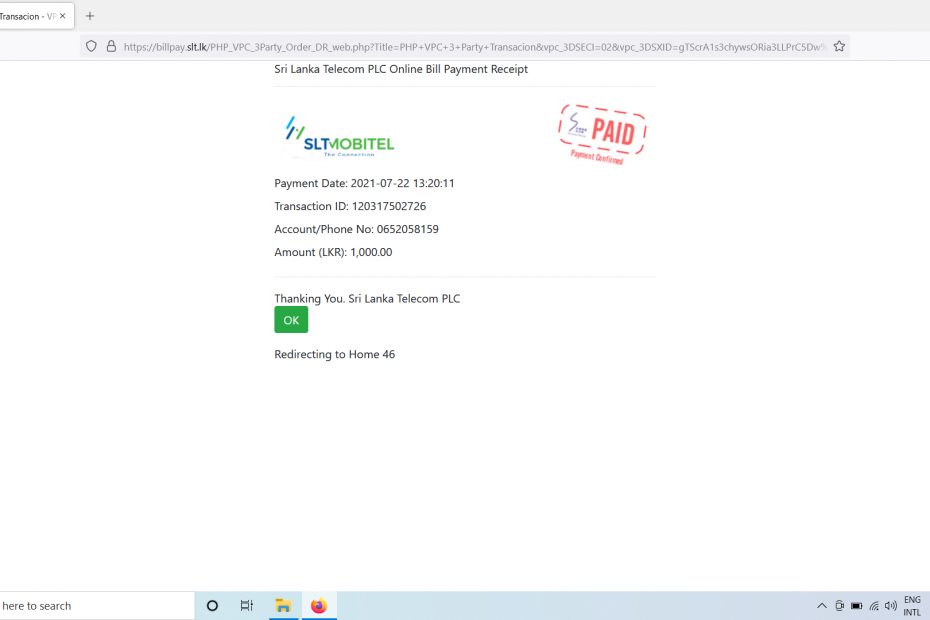 Transacion - VP
https://billpay.slt.lk/PHP_VPC_3Party_Order_DR_web.php?Title=PHP+VPC+3+Party+Transacion&vpc_3DSECI=02&vpc_3DSXID=gTScrA1s3chywsORia3LLPrC5Dw
Sri Lanka Telecom PLC Online Bill Payment Receipt
SLTMOBITEL
The Connection
PAID
Payment Confirmed
Payment Date: 2021-07-22 13:20:11
Transaction ID: 120317502726
Account/Phone No: 0652058159
Amount (LKR): 1,000.00
Thanking You. Sri Lanka Telecom PLC
OK
Redirecting to Home 46
here to search
ENG
INTL